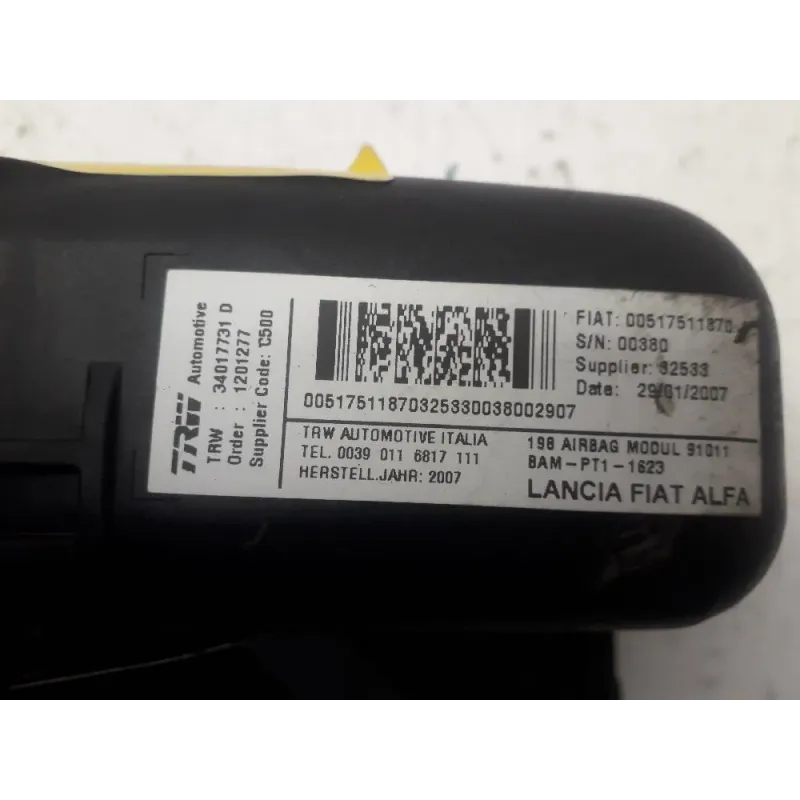 TRW Automotive
TRW : 34017731 D
Order : 1201277
Supplier Code: C500
005175118703253300380029​07
FIAT: 00517511870
S/N: 00380
Supplier: 32533
Date: 29/01/2007
TRW AUTOMOTIVE ITALIA
TEL. 0039 011 6817 111
HERSTELL.JAHR: 2007
198 AIRBAG MODUL 91011
BAM-PT1-1623
LANCIA FIAT ALFA